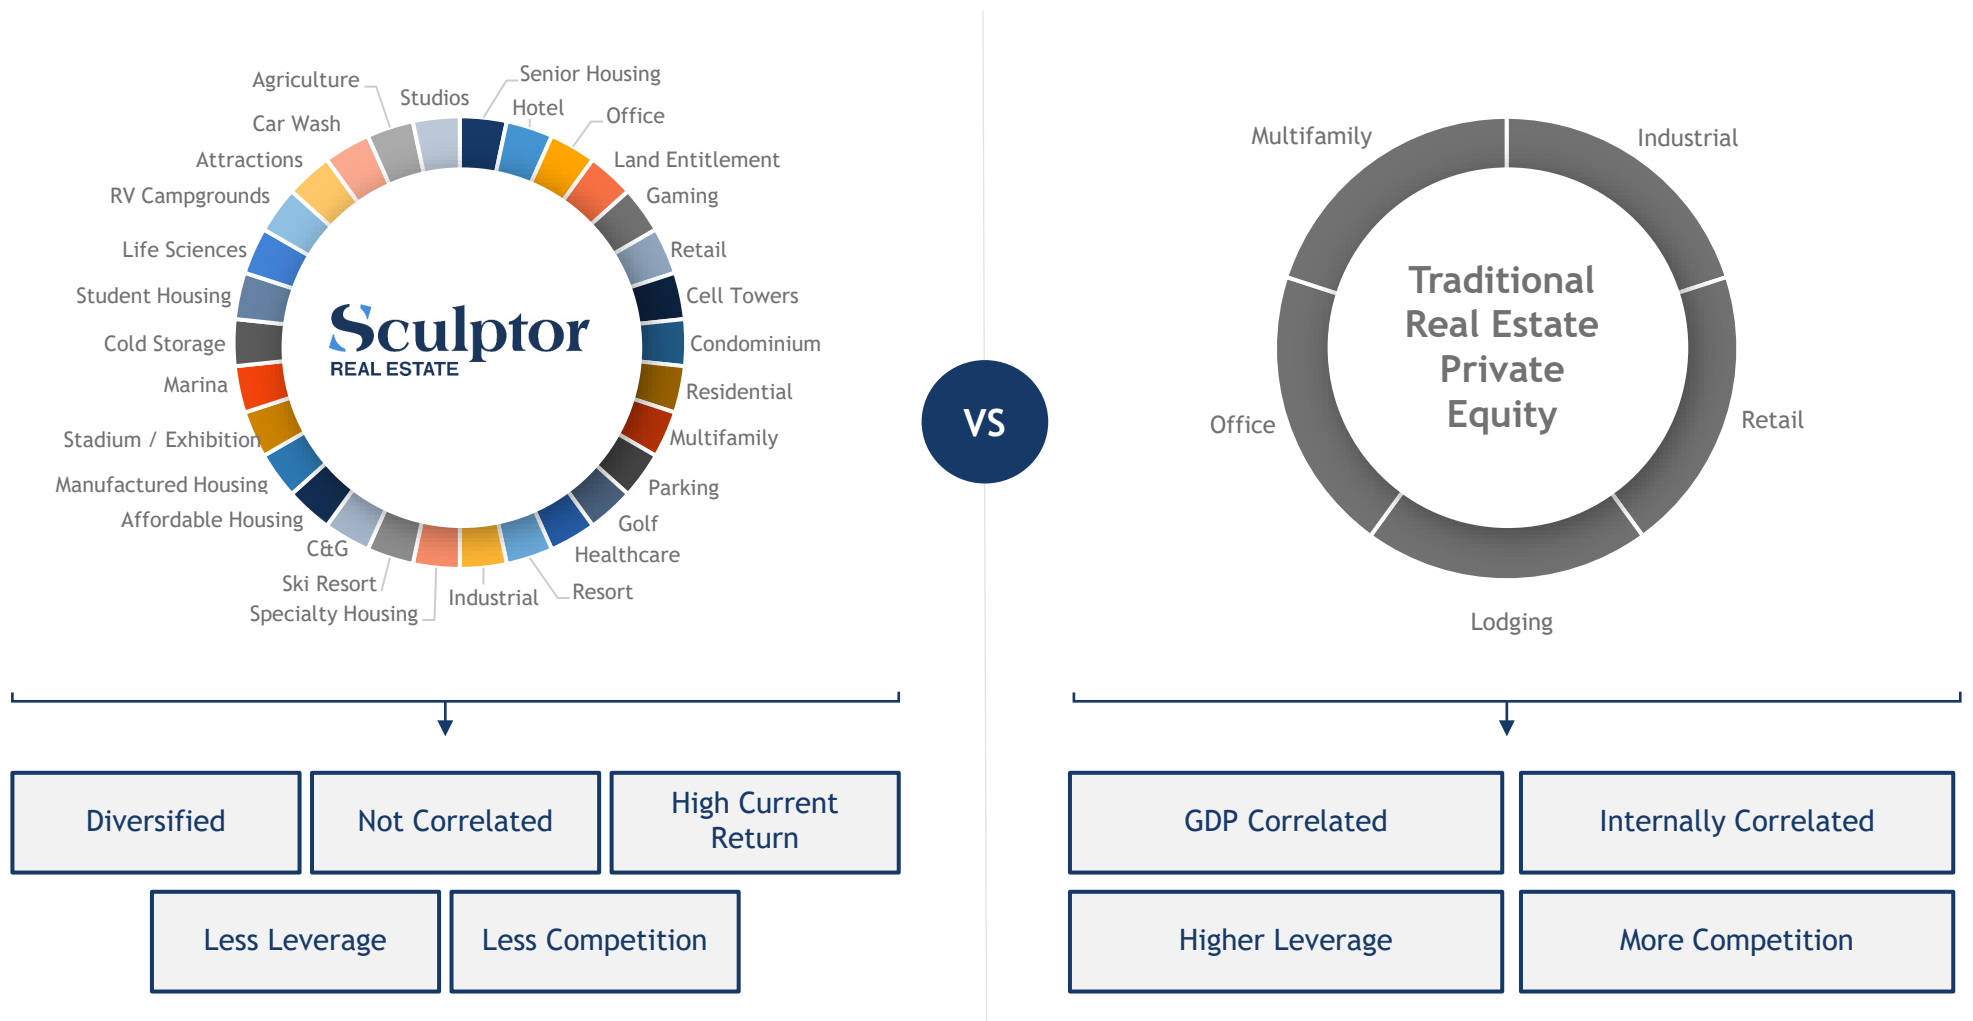 Senior Housing
Hotel
Office
Land Entitlement
Gaming
Retail
Cell Towers
Condominium
Residential
Multifamily
Parking
Golf
Healthcare
Resort
Industrial
Specialty Housing
Ski Resort
C&G
Affordable Housing
Manufactured Housing
Stadium / Exhibition
Marina
Cold Storage
Student Housing
Life Sciences
RV Campgrounds
Attractions
Car Wash
Agriculture
Studios
Sculptor
REAL ESTATE
Diversified
Not Correlated
High Current
Return
Less Leverage
Less Competition
VS
Multifamily
Industrial
Retail
Lodging
Office
Traditional
Real Estate
Private
Equity
GDP Correlated
Internally Correlated
Higher Leverage
More Competition